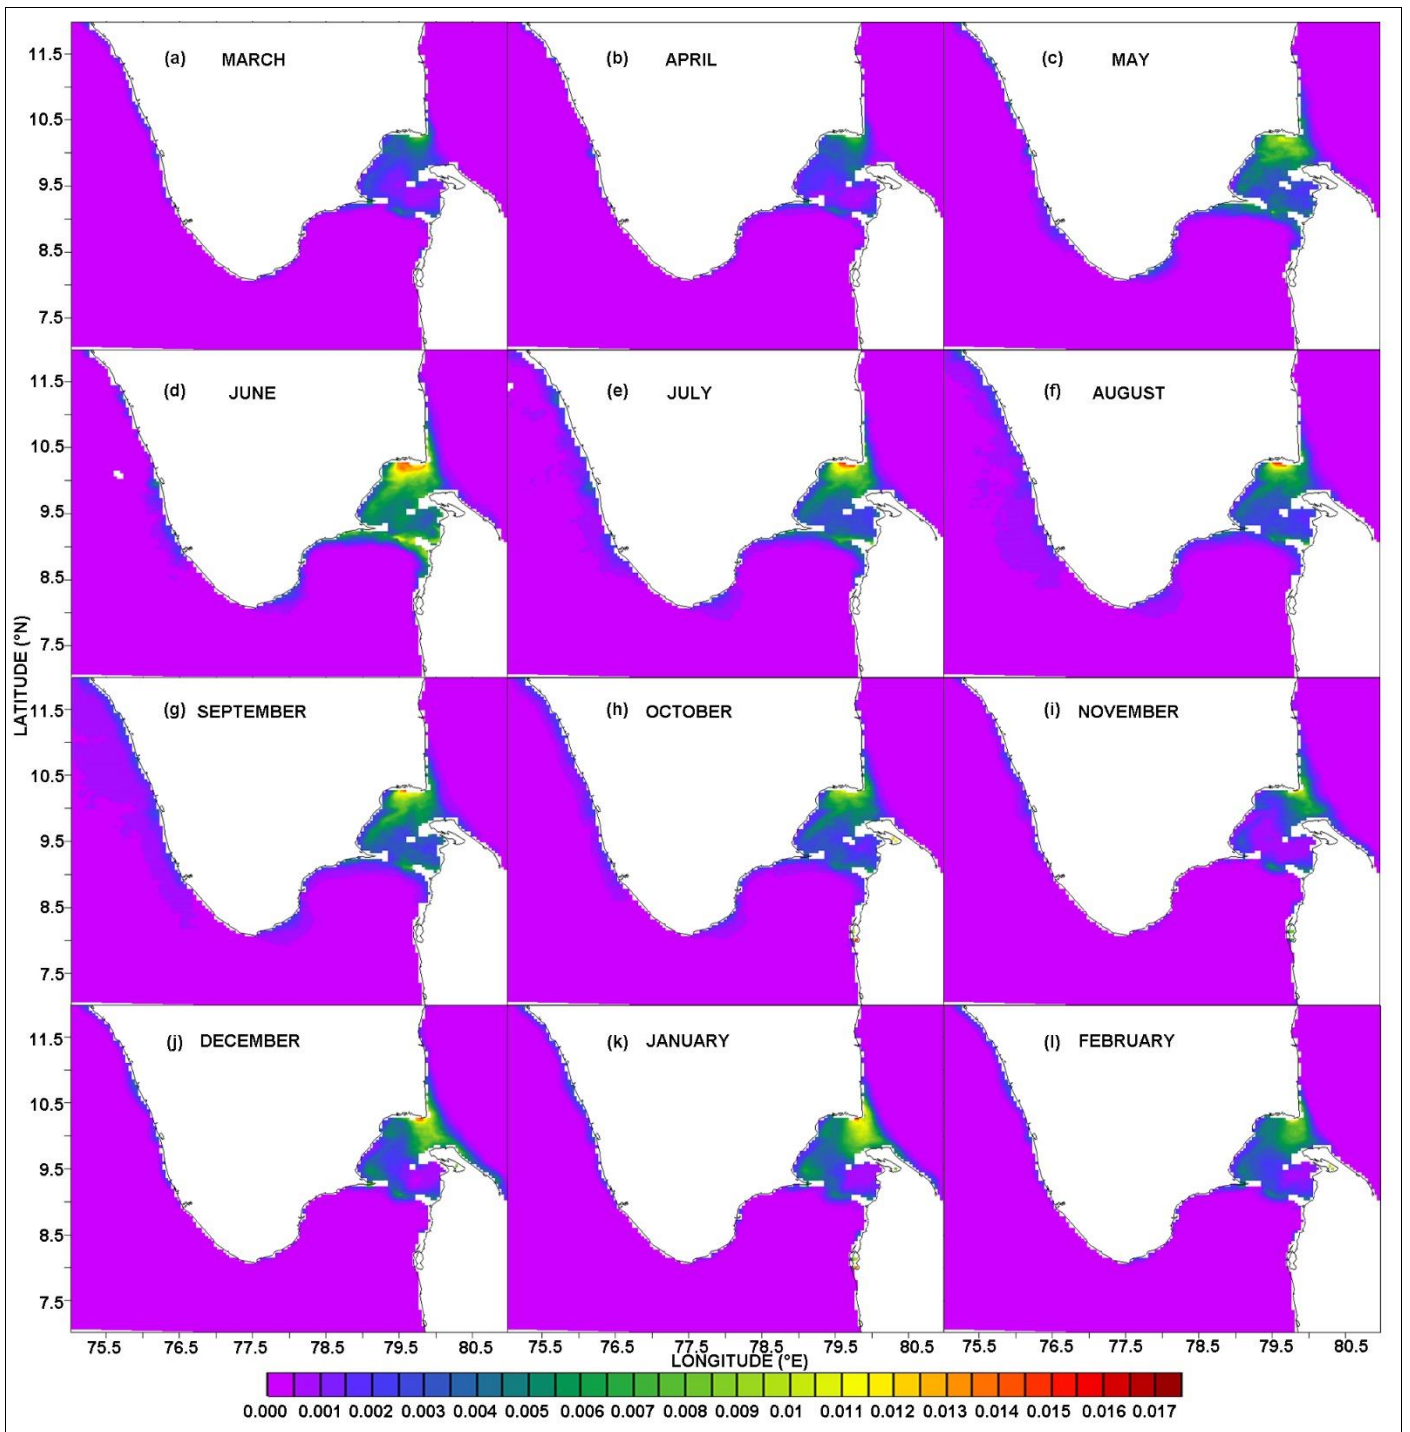 (a) MARCH
(b) APRIL
(c) MAY
11.5
10.5
9.5
8.5
7.5
(d) JUNE
(e) JULY
(f) AUGUST
11.5
10.5
9.5
8.5
7.5
LATITUDE (°N)
(g) SEPTEMBER
(h) OCTOBER
(i) NOVEMBER
11.5
10.5
9.5
8.5
7.5
(j) DECEMBER
(k) JANUARY
(l) FEBRUARY
11.5
10.5
9.5
8.5
7.5
75.5 76.5 77.5 78.5 79.5 80.5 75.5 76.5 77.5 78.5 79.5 80.5 75.5 76.5 77.5 78.5 79.5 80.5
LONGITUDE (°E)
0.000 0.001 0.002 0.003 0.004 0.005 0.006 0.007 0.008 0.009 0.01 0.011 0.012 0.013 0.014 0.015 0.016 0.017